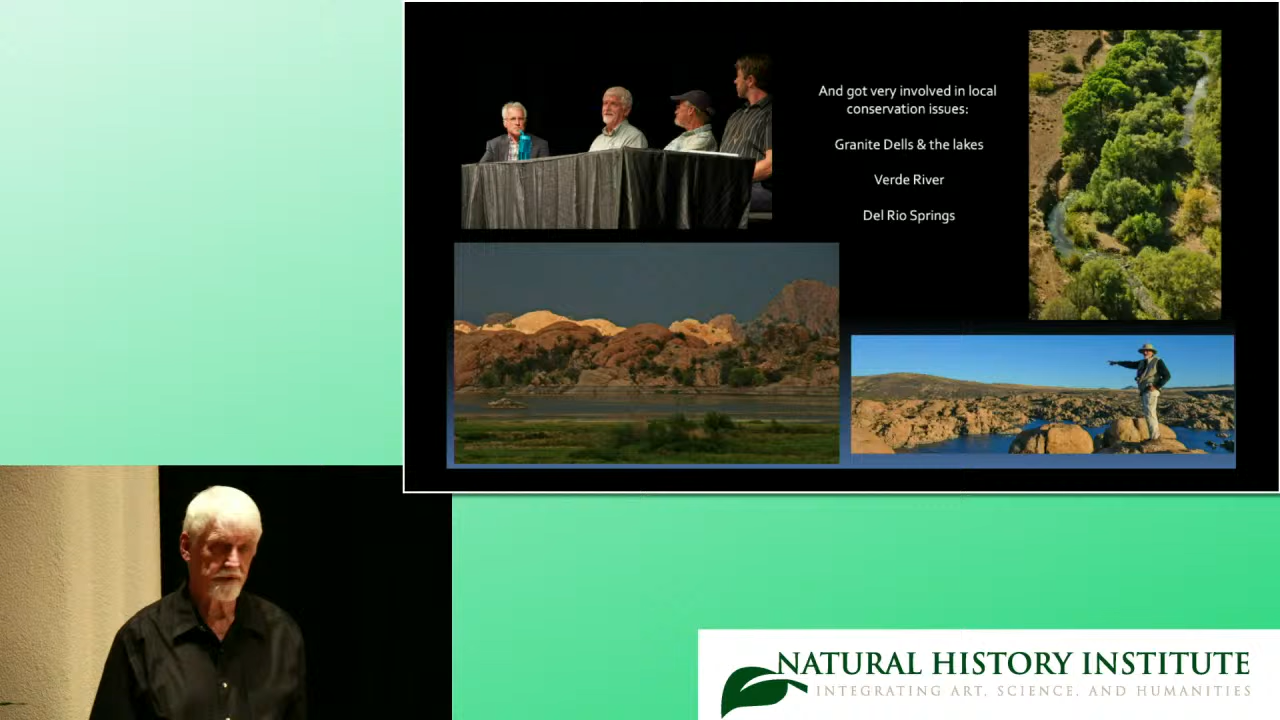 And got very involved in local
conservation issues:
Granite Dells & the lakes
Verde River
Del Rio Springs
NATURAL HISTORY INSTITUTE
INTEGRATING ART, SCIENCE, AND HUMANITIES